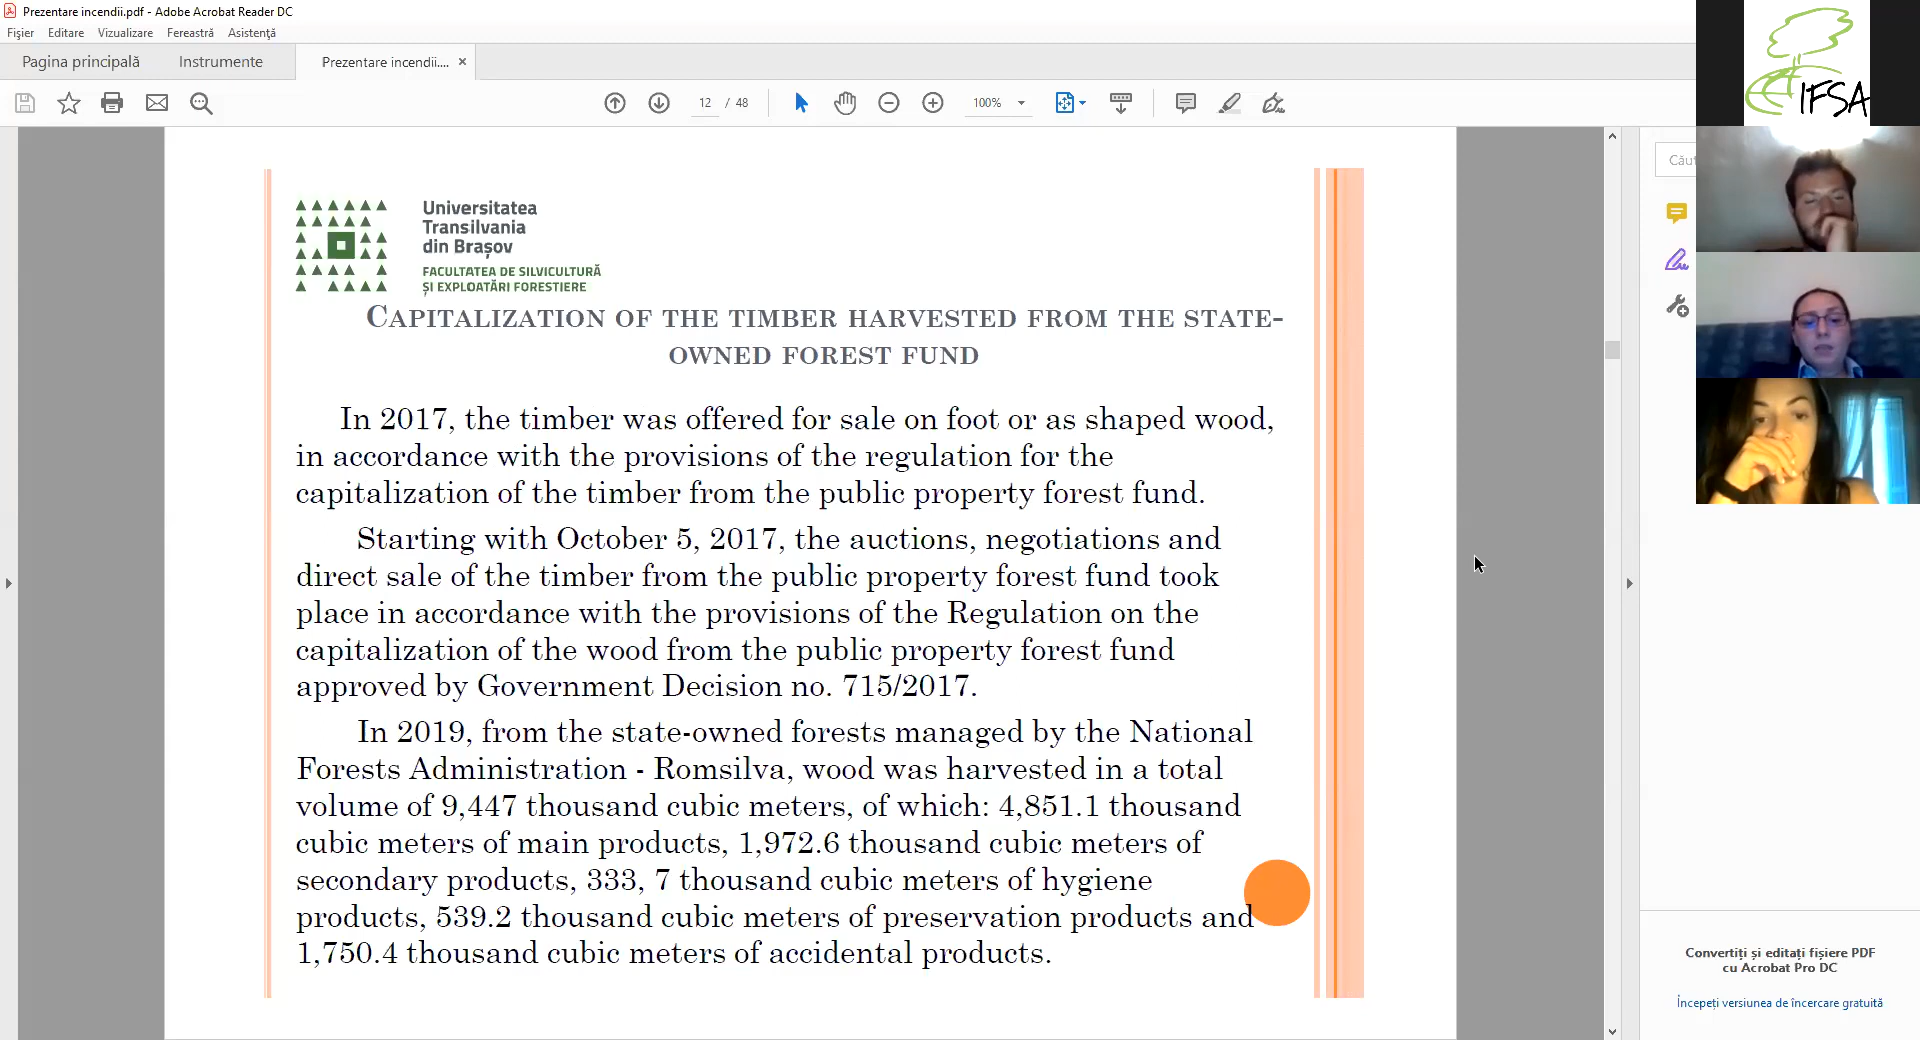 Prezentare incendii.pdf - Adobe Acrobat Reader DC
Fișier Editare Vizualizare Fereastră Asistență
Pagina principală Instrumente Prezentare incendii.... ×
12 / 48 100%
IFSA
Universitatea
Transilvania
din Brașov
FACULTATEA DE SILVICULTURĂ
ȘI EXPLOATĂRI FORESTIERE
CAPITALIZATION OF THE TIMBER HARVESTED FROM THE STATE-
OWNED FOREST FUND
In 2017, the timber was offered for sale on foot or as shaped wood,
in accordance with the provisions of the regulation for the
capitalization of the timber from the public property forest fund.
Starting with October 5, 2017, the auctions, negotiations and
direct sale of the timber from the public property forest fund took
place in accordance with the provisions of the Regulation on the
capitalization of the wood from the public property forest fund
approved by Government Decision no. 715/2017.
In 2019, from the state-owned forests managed by the National
Forests Administration - Romsilva, wood was harvested in a total
volume of 9,447 thousand cubic meters, of which: 4,851.1 thousand
cubic meters of main products, 1,972.6 thousand cubic meters of
secondary products, 333, 7 thousand cubic meters of hygiene
products, 539.2 thousand cubic meters of preservation products and
1,750.4 thousand cubic meters of accidental products.
Căut
Convertiți și editați fișiere PDF
cu Acrobat Pro DC
Începeți versiunea de încercare gratuită